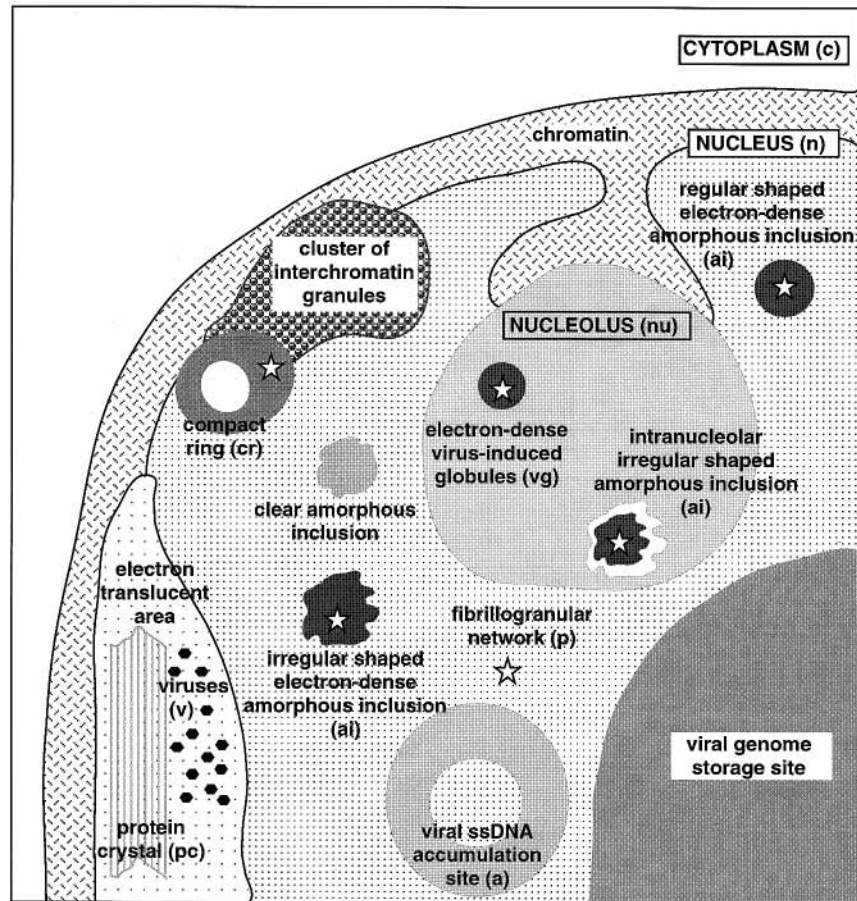 CYTOPLASM (c)
chromatin
NUCLEUS (n)
regular shaped
electron-dense
amorphous inclusion
(ai)
cluster of
interchromatin
granules
NUCLEOLUS (nu)
compact
ring (cr)
electron-dense
virus-induced
globules (vg)
intranucleolar
irregular shaped
amorphous inclusion
(ai)
clear amorphous
inclusion
electron
translucent
area
fibrillogranular
network (p)
irregular shaped
electron-dense
amorphous inclusion
(ai)
viruses
(v)
viral genome
storage site
protein
crystal (pc)
viral ssDNA
accumulation
site (a)